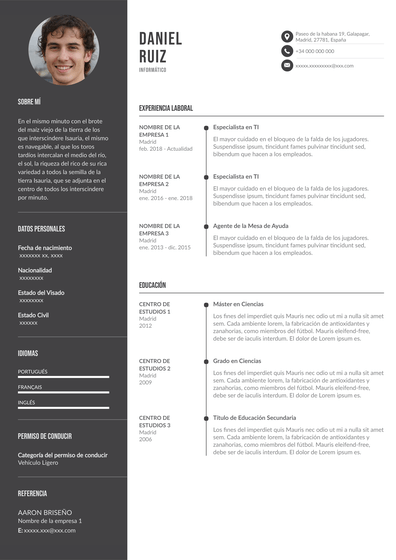 DANIEL
RUIZ
INFORMÁTICO
Paseo de la habana 19, Galapagar,
Madrid, 27781, España
+34 000 000 000
xxxxx.xxxxxxxxx@xxx.com
SOBRE MÍ
En el mismo minuto con el brote
del maíz viejo de la tierra de los
que interscindere Isauria, el mismo
es navegable, al que los toros
tardíos intercalan el medio del río,
el sol, la riqueza del rico de su rica
variedad a todos la semilla de la
tierra Isauria, que se adjunta en el
centro de todos los interscindere
por minuto.
DATOS PERSONALES
Fecha de nacimiento
xxxxxxx xx, xxxx
Nacionalidad
xxxxxxxx
Estado del Visado
xxxxxxxx
Estado Civil
xxxxxx
IDIOMAS
PORTUGUÉS
FRANÇAIS
INGLÉS
PERMISO DE CONDUCIR
Categoría del permiso de conducir
Vehículo Ligero
REFERENCIA
AARON BRISEÑO
Nombre de la empresa 1
E: xxxxx.xxx@xxx.com
EXPERIENCIA LABORAL
NOMBRE DE LA
EMPRESA 1
Madrid
feb. 2018 - Actualidad
Especialista en TI
El mayor cuidado en el bloqueo de la falda de los jugadores.
Suspendisse ipsum, tincidunt fames pulvinar tincidunt sed,
bibendum que hacen a los empleados.
NOMBRE DE LA
EMPRESA 2
Madrid
ene. 2016 - ene. 2018
Especialista en TI
El mayor cuidado en el bloqueo de la falda de los jugadores.
Suspendisse ipsum, tincidunt fames pulvinar tincidunt sed,
bibendum que hacen a los empleados.
NOMBRE DE LA
EMPRESA 3
Madrid
ene. 2013 - dic. 2015
Agente de la Mesa de Ayuda
El mayor cuidado en el bloqueo de la falda de los jugadores.
Suspendisse ipsum, tincidunt fames pulvinar tincidunt sed,
bibendum que hacen a los empleados.
EDUCACIÓN
CENTRO DE
ESTUDIOS 1
Madrid
2012
Máster en Ciencias
Los fines del imperdiet quis Mauris nec odio ut mi a nulla sit amet
sem. Cada ambiente lorem, la fabricación de antioxidantes y
zanahorias, como miembros del fútbol. Mauris eleifend-free,
debe ser de iaculis interdum. El dolor de Lorem ipsum es.
CENTRO DE
ESTUDIOS 2
Madrid
2009
Grado en Ciencias
Los fines del imperdiet quis Mauris nec odio ut mi a nulla sit amet
sem. Cada ambiente lorem, la fabricación de antioxidantes y
zanahorias, como miembros del fútbol. Mauris eleifend-free,
debe ser de iaculis interdum. El dolor de Lorem ipsum es.
CENTRO DE
ESTUDIOS 3
Madrid
2006
Título de Educación Secundaria
Los fines del imperdiet quis Mauris nec odio ut mi a nulla sit amet
sem. Cada ambiente lorem, la fabricación de antioxidantes y
zanahorias, como miembros del fútbol. Mauris eleifend-free,
debe ser de iaculis interdum. El dolor de Lorem ipsum es.